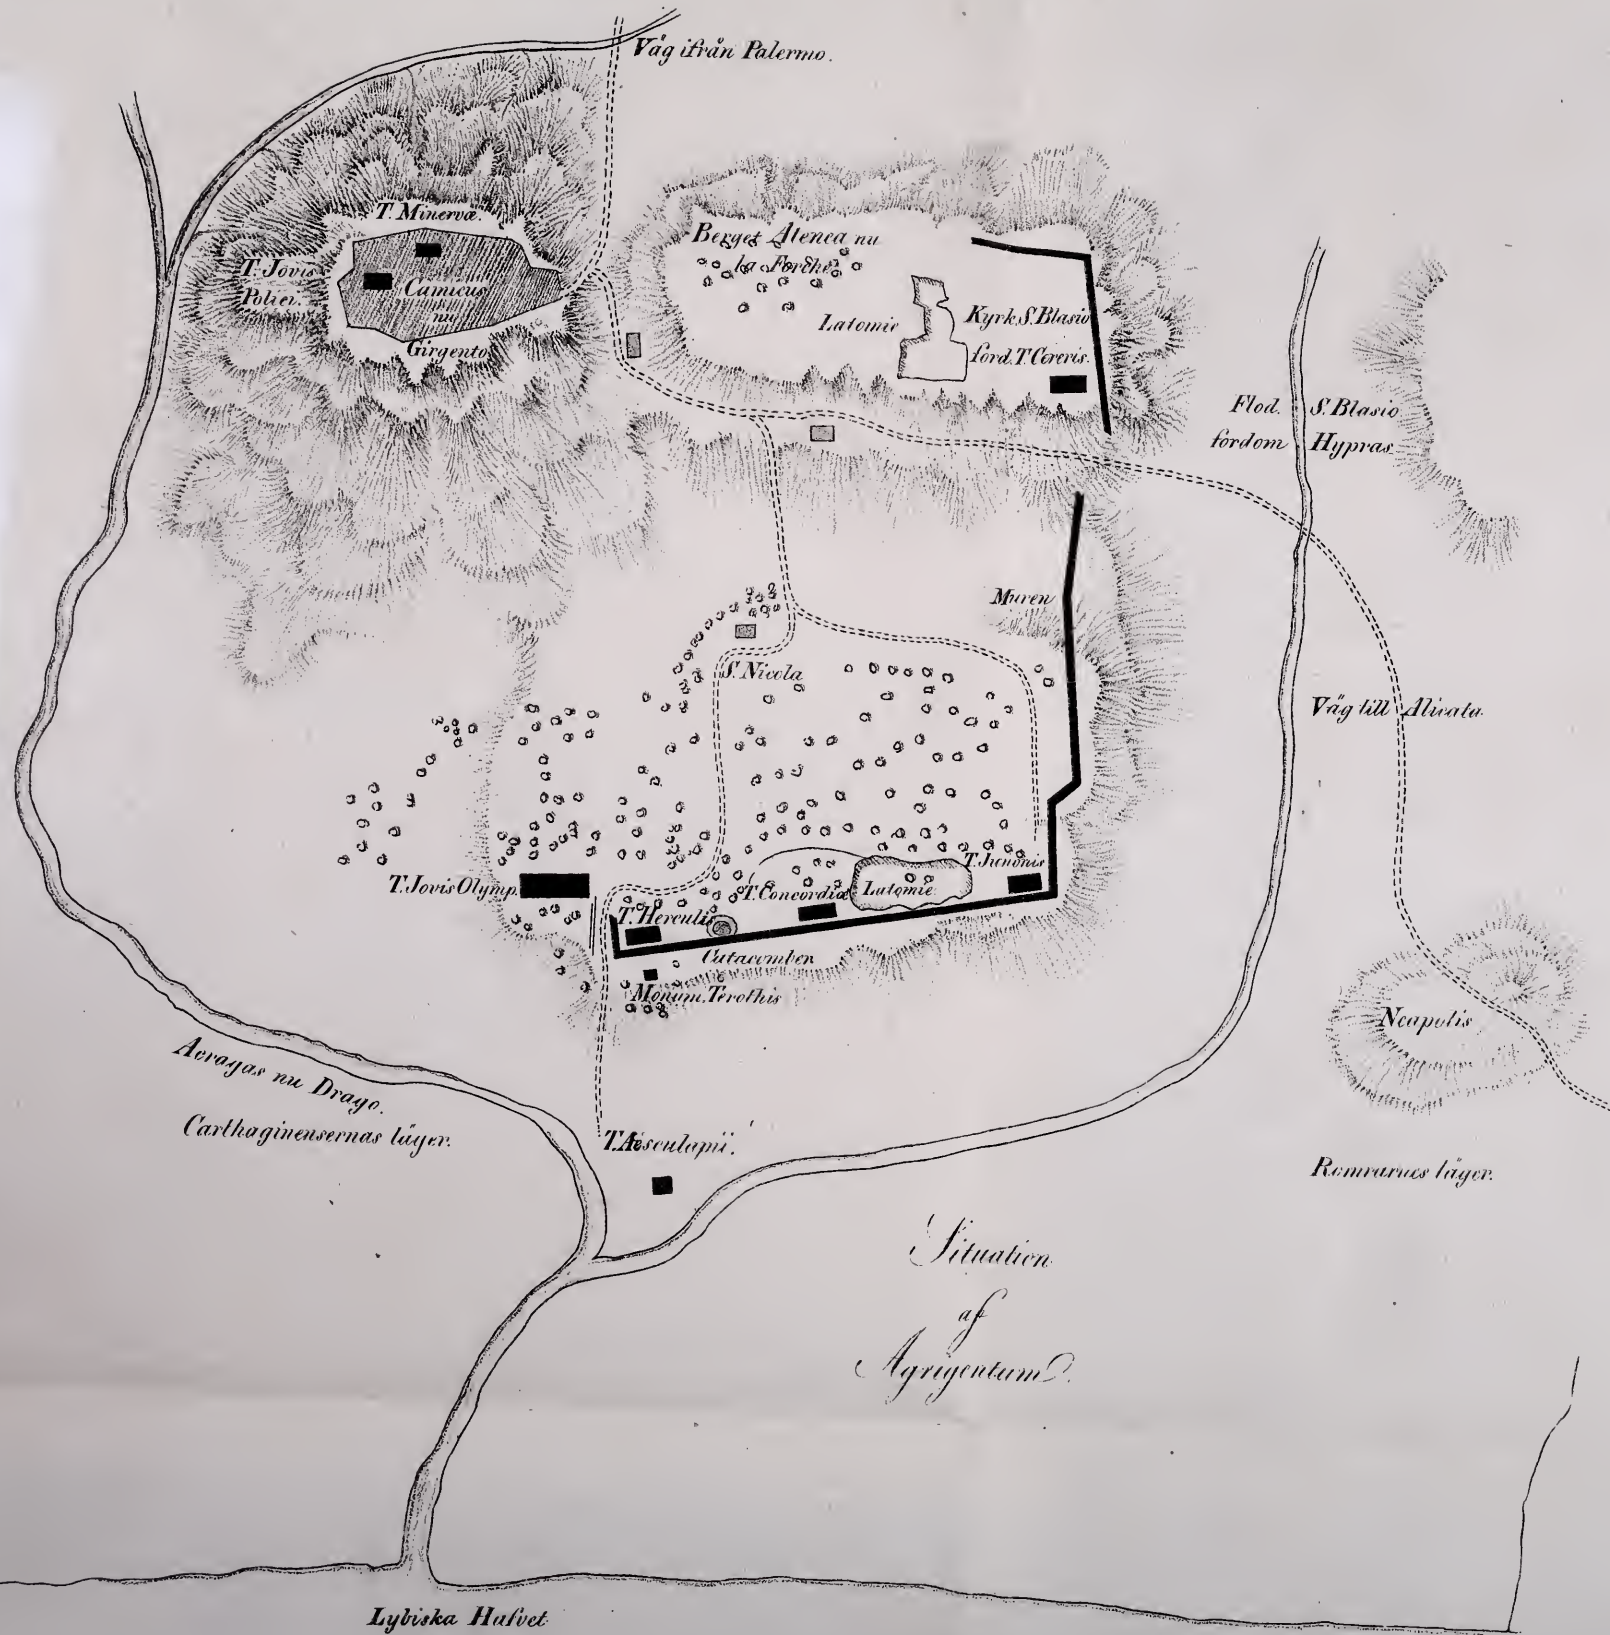 Väg ifrån Palermo.
T. Minervæ.
T. Jovis
Poliei.
Camicus
nu
Girgento
Berget Atenea nu
la Forche
Latomie
Kyrk. S. Blasio
ford. T. Cereris.
Flod. S. Blasio
fordom Hypras
Muren
S. Nicola
Väg till Alicata.
T. Jovis Olymp.
T. Herculis
T. Concordiæ
Latomie
T. Junonis
Catacomber
Monum. Terothis
Neapolis
Acragas nu Drago.
Carthaginensernas läger.
T. Æsculapii.
Romrarnes läger.
Situation
af
Agrigentum.
Lybiska Hafvet